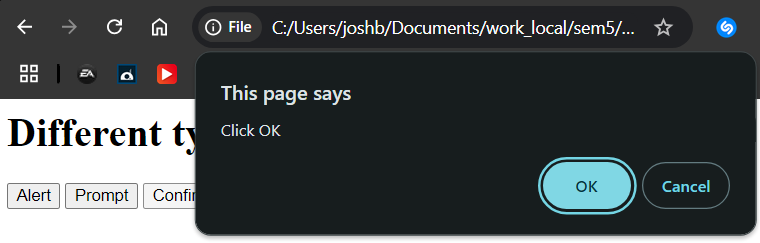 File C:/Users/joshb/Documents/work_local/sem5/...
EA
This page says
Click OK
OK Cancel
Different ty
Alert Prompt Confir